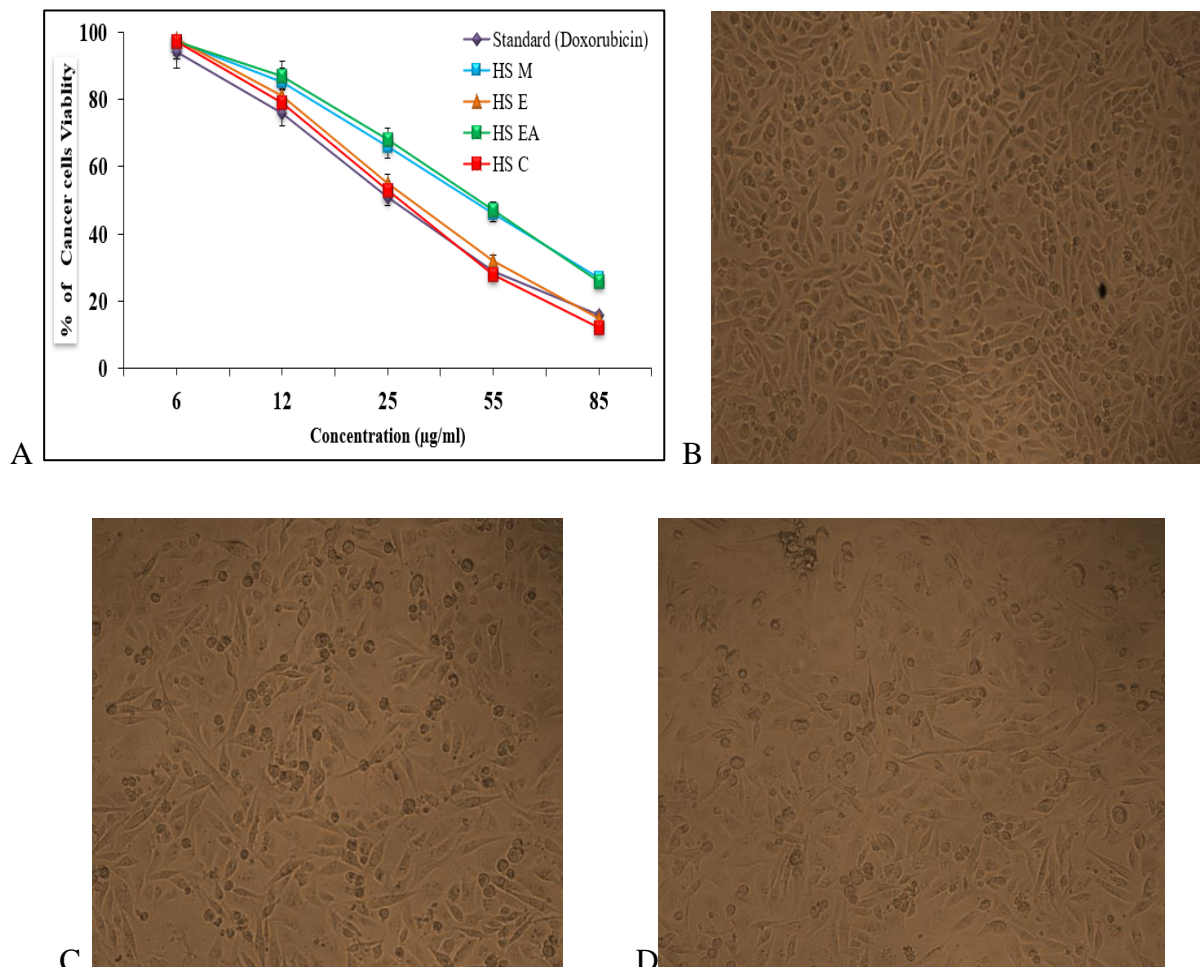 % of Cancer cells Viablity
100
80
60
40
20
0
Standard (Doxorubicin)
HS M
HS E
HS EA
HS C
6 12 25 55 85
Concentration (µg/ml)
A
B
C
D